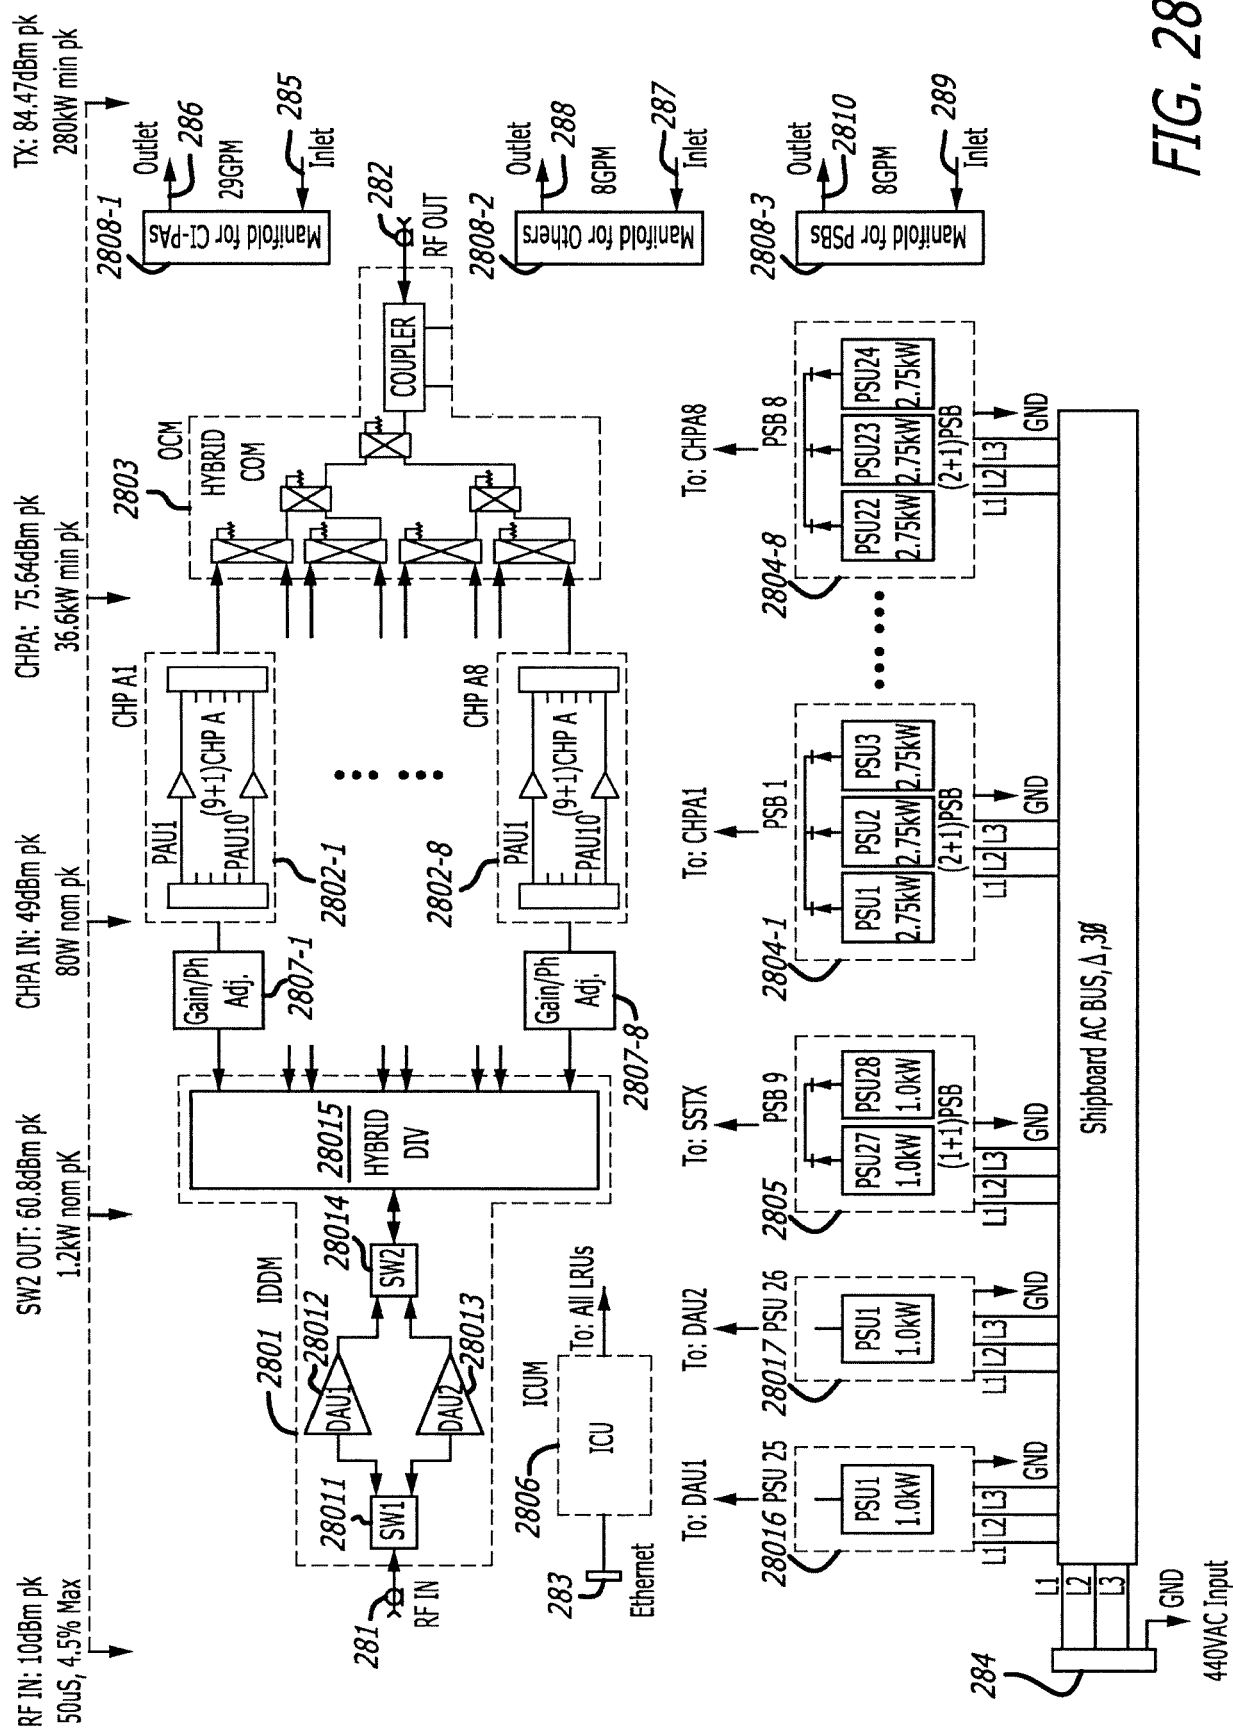 RF IN: 10dBm pk
50uS, 4.5% Max
SW2 OUT: 60.8dBm pk
1.2kW nom pK
CHPA IN: 49dBm pk
80W nom pk
CHPA: 75.64dBm pk
36.6kW min pk
TX: 84.47dBm pk
280kW min pk
281
RF IN
2801
IDDM
28011
SW1
DAU1
28012
DAU2
28013
28014
SW2
28015
HYBRID
DIV
Gain/Ph
Adj.
2807-1
Gain/Ph
Adj.
2807-8
CHP A1
PAU1
(9+1)CHP A
PAU10
2802-1
CHP A8
PAU1
(9+1)CHP A
PAU10
2802-8
2803
OCM
HYBRID
COM
COUPLER
282
RF OUT
2808-1
Manifold for CI-PAs
Outlet
286
29GPM
285
Inlet
2808-2
Manifold for Others
Outlet
288
8GPM
287
Inlet
2808-3
Manifold for PSBs
Outlet
2810
8GPM
289
Inlet
283
Ethernet
2806
ICUM
ICU
To: All LRUs
To: DAU1
PSU 25
28016
PSU1
1.0kW
L1
L2
L3
GND
To: DAU2
PSU 26
28017
PSU1
1.0kW
L1
L2
L3
GND
To: SSTX
PSB 9
2805
PSU27
1.0kW
PSU28
1.0kW
(1+1)PSB
L1
L2
L3
GND
To: CHPA1
PSB 1
2804-1
PSU1
2.75kW
PSU2
2.75kW
PSU3
2.75kW
(2+1)PSB
L1
L2
L3
GND
To: CHPA8
PSB 8
2804-8
PSU22
2.75kW
PSU23
2.75kW
PSU24
2.75kW
(2+1)PSB
L1
L2
L3
GND
284
L1
L2
L3
GND
440VAC Input
Shipboard AC BUS, Δ, 3Ø
FIG. 28